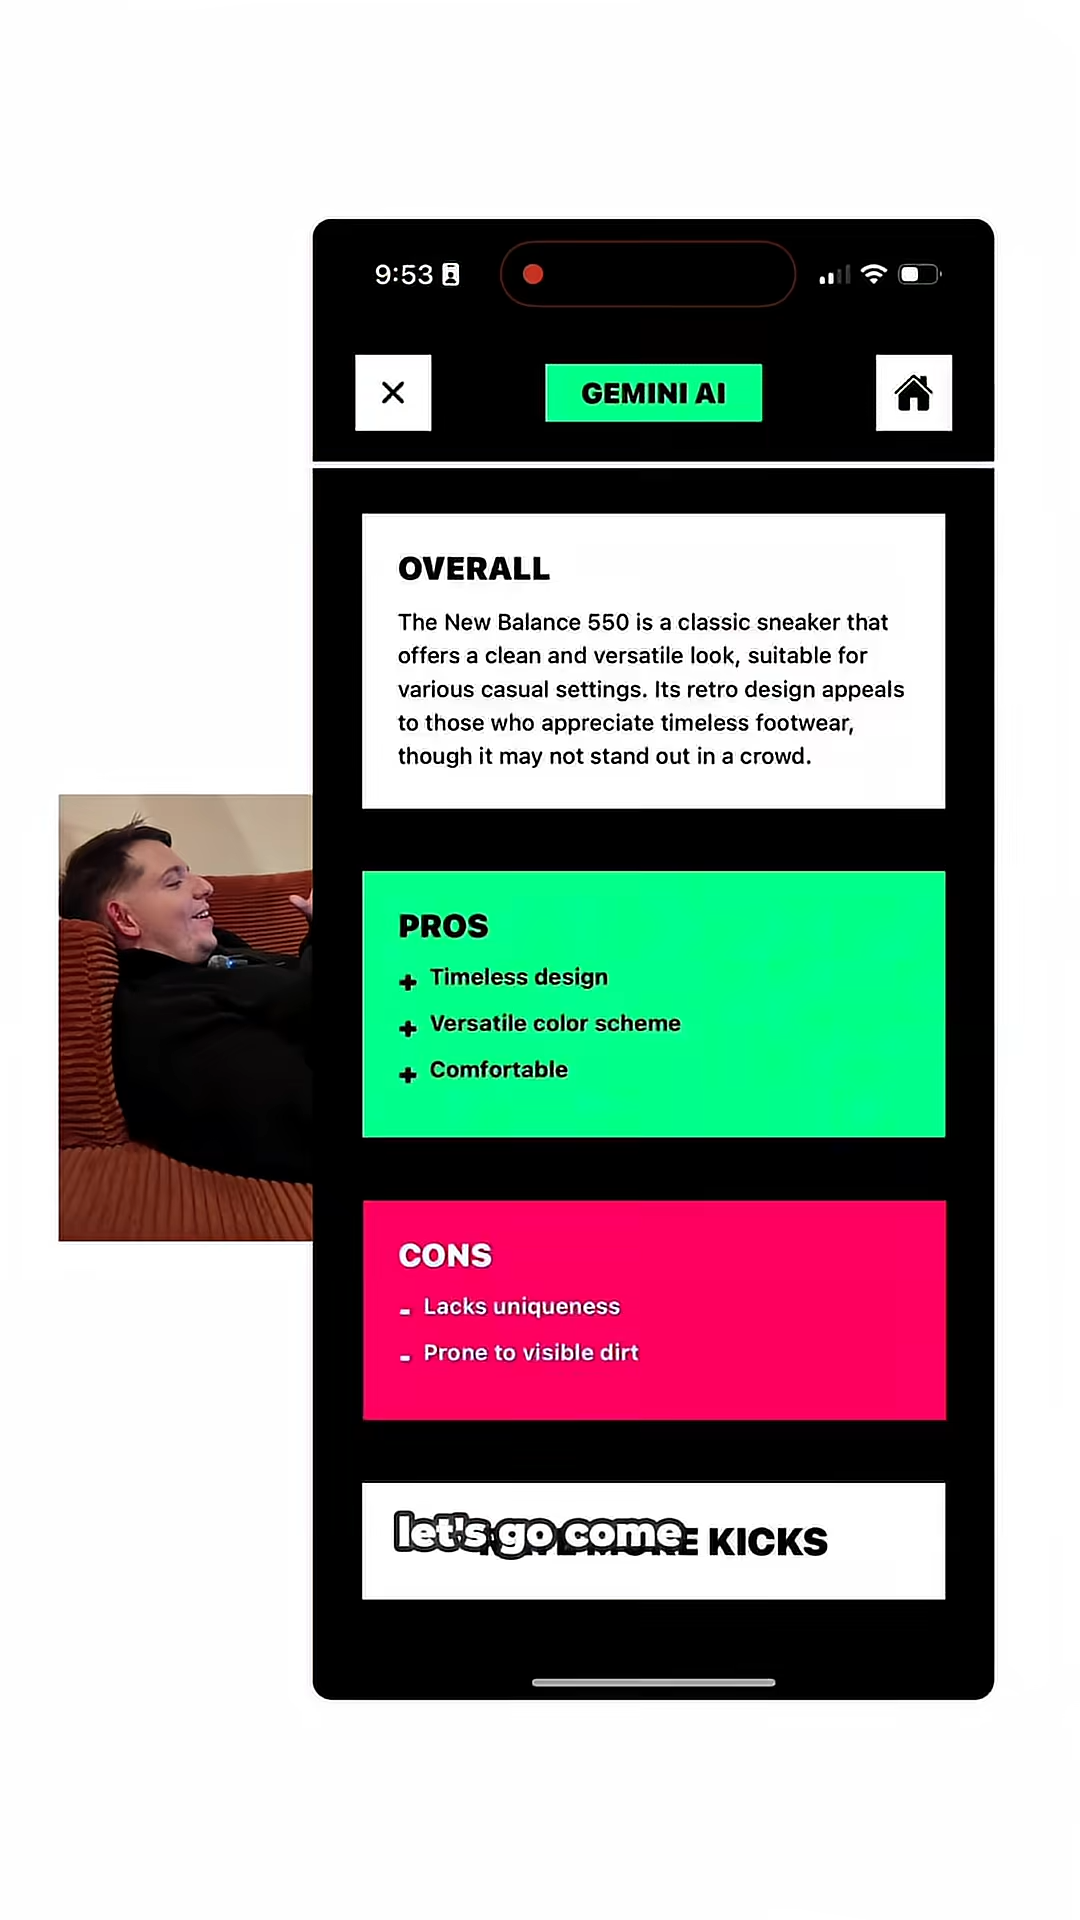 9:53
GEMINI AI
OVERALL
The New Balance 550 is a classic sneaker that
offers a clean and versatile look, suitable for
various casual settings. Its retro design appeals
to those who appreciate timeless footwear,
though it may not stand out in a crowd.
PROS
+ Timeless design
+ Versatile color scheme
+ Comfortable
CONS
- Lacks uniqueness
- Prone to visible dirt
let's go come
KICKS